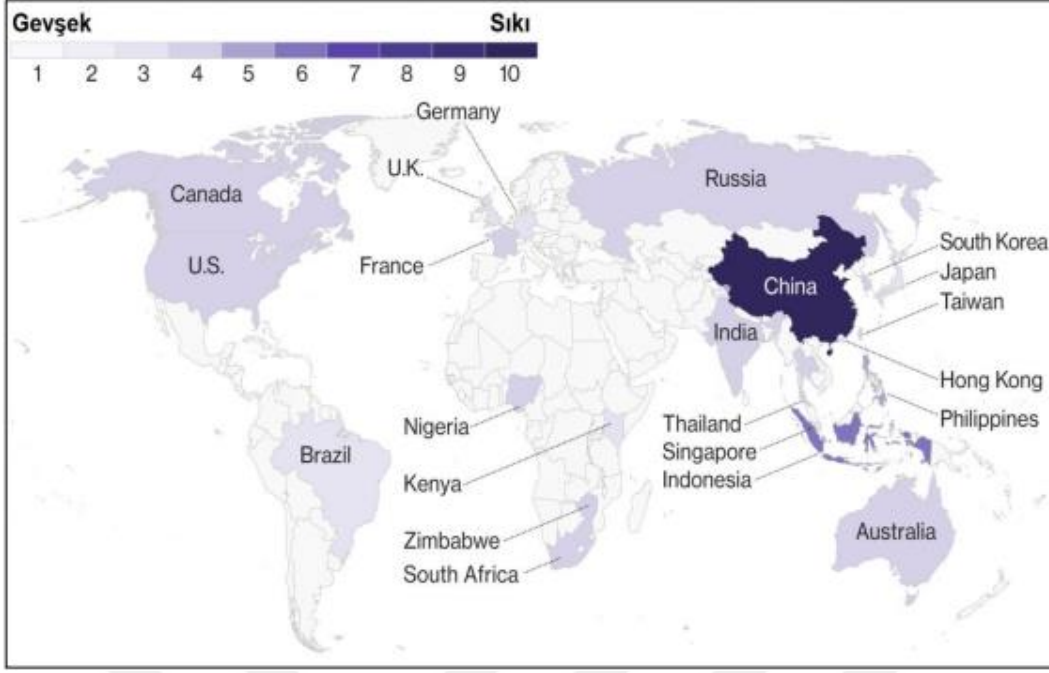 Gevşek Sıkı
1 2 3 4 5 6 7 8 9 10
Germany
U.K.
Canada
Russia
U.S.
France
South Korea
China
Japan
Taiwan
India
Hong Kong
Nigeria
Thailand
Philippines
Brazil
Singapore
Kenya
Indonesia
Zimbabwe
Australia
South Africa